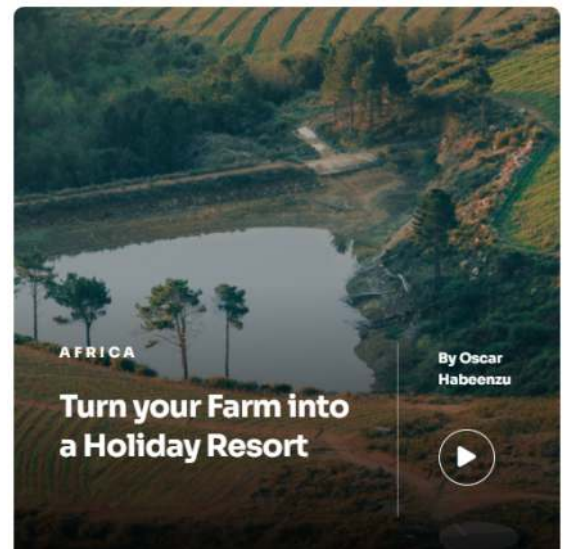 AFRICA
Turn your Farm into
a Holiday Resort
By Oscar
Habeenzu